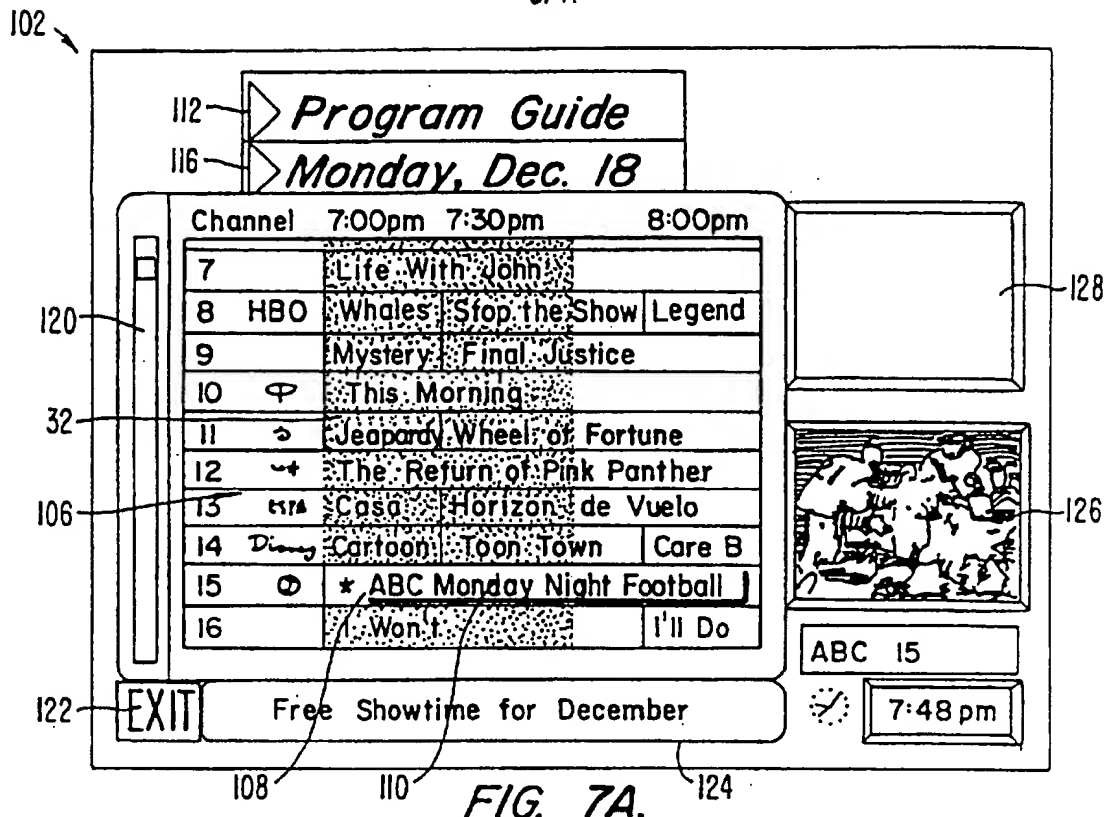 102
112
Program Guide
116
Monday, Dec. 18
Channel 7:00pm 7:30pm 8:00pm
7 Life With John
128
120
8 HBO Whales Stop the Show Legend
9 Mystery Final Justice
10 This Morning
32
11 Jeopardy Wheel of Fortune
12 The Return of Pink Panther
106
13 Casa Horizon de Vuelo
126
14 Disney Cartoon Toon Town Care B
15 * ABC Monday Night Football
16 I Won't I'll Do
ABC 15
122
EXIT
Free Showtime for December
7:48 pm
108
110
124
FIG. 7A.